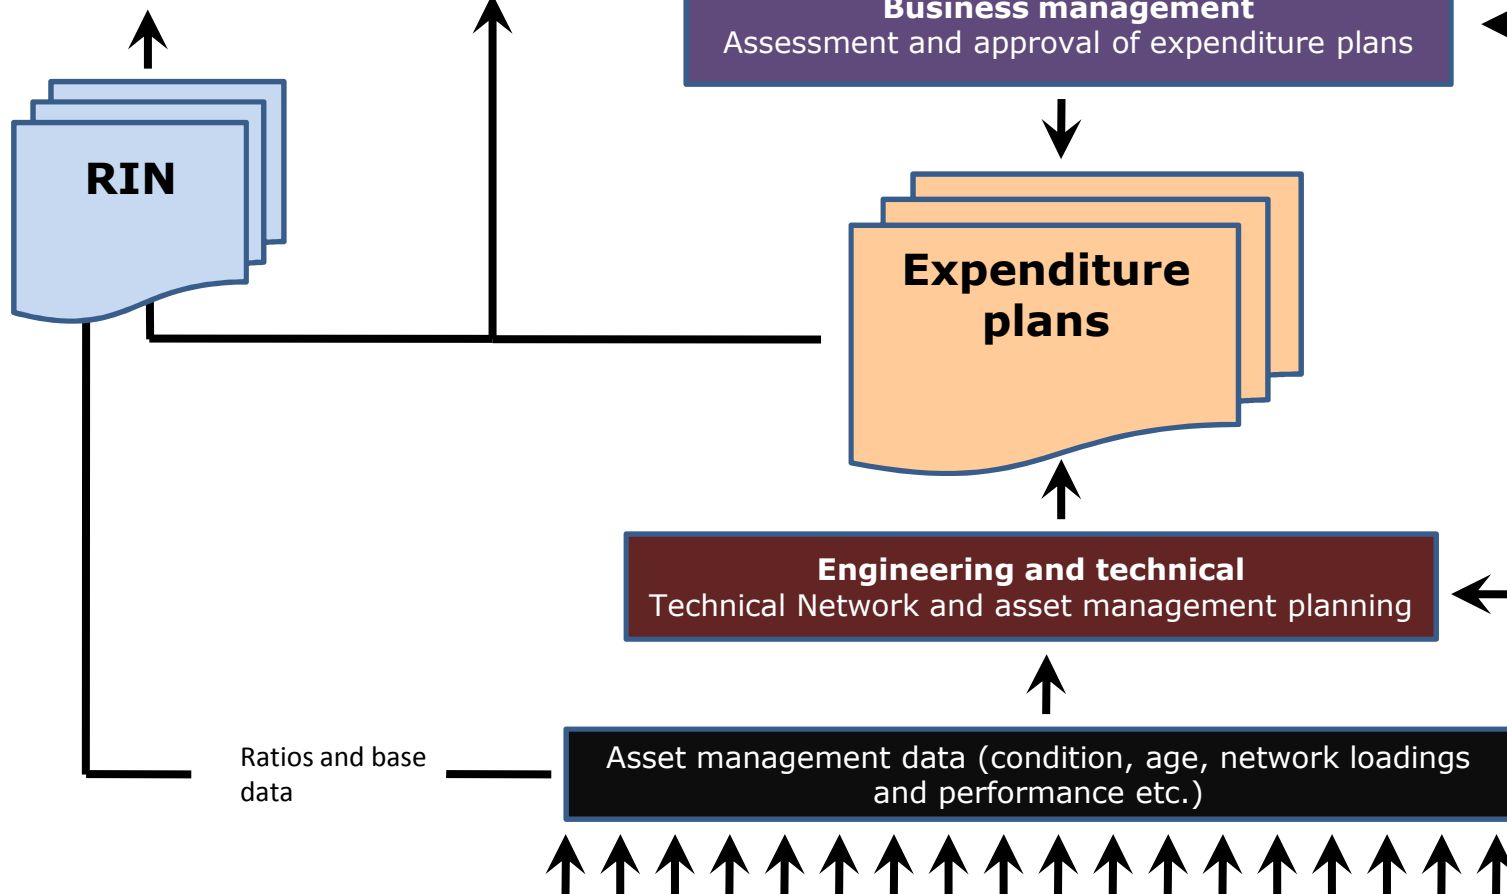 Business management
Assessment and approval of expenditure plans
RIN
Expenditure
plans
Engineering and technical
Technical Network and asset management planning
Ratios and base
data
Asset management data (condition, age, network loadings
and performance etc.)